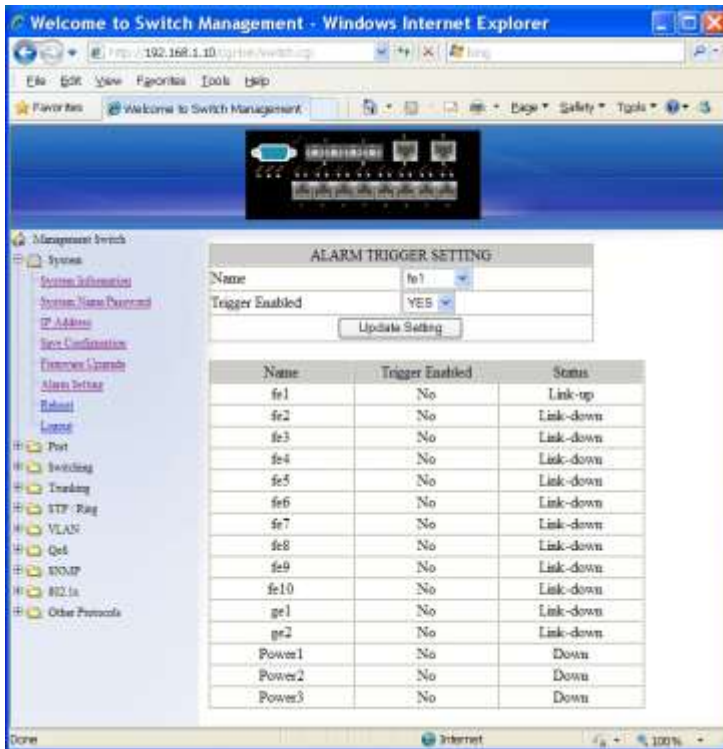 Welcome to Switch Management - Windows Internet Explorer
192.168.1.10
File Edit View Favorites Tools Help
Favorites Welcome to Switch Management Page Safety Tools
Management Switch
System
System Information
System Name/Password
IP Address
Save Configuration
Firmware Upgrade
Alarm Setting
Reboot
Logout
Port
Switching
Trunking
STP / Ring
VLAN
QoS
SNMP
802.1x
Other Protocols
ALARM TRIGGER SETTING
Name fe1
Trigger Enabled YES
Update Setting
Name Trigger Enabled Status
fe1 No Link-up
fe2 No Link-down
fe3 No Link-down
fe4 No Link-down
fe5 No Link-down
fe6 No Link-down
fe7 No Link-down
fe8 No Link-down
fe9 No Link-down
fe10 No Link-down
ge1 No Link-down
ge2 No Link-down
Power1 No Down
Power2 No Down
Power3 No Down
Done Internet 100%